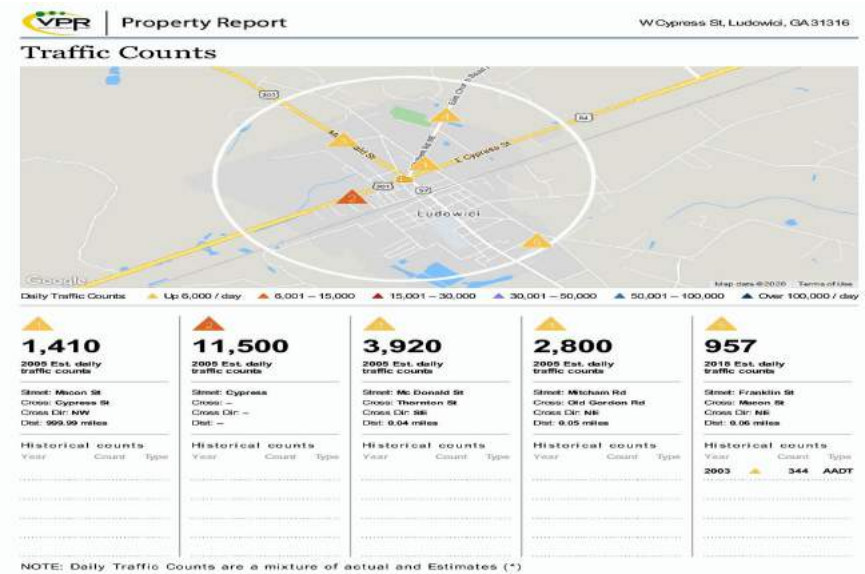 VPR
Property Report
W Cypress St, Ludowici, GA 31316
Traffic Counts
301
84
E Cypress St
301
57
Ludowici
Google
Map data ©2020 Terms of Use
Daily Traffic Counts
Up 6,000 / day
6,001 – 15,000
15,001 – 30,000
30,001 – 50,000
50,001 – 100,000
Over 100,000 / day
1
1,410
2005 Est. daily
traffic counts
Street: Macon St
Cross: Cypress St
Cross Dir: NW
Dist: 999.99 miles
Historical counts
Year Count Type
2
11,500
2005 Est. daily
traffic counts
Street: Cypress
Cross: –
Cross Dir: –
Dist: –
Historical counts
Year Count Type
3
3,920
2005 Est. daily
traffic counts
Street: Mc Donald St
Cross: Thornton St
Cross Dir: SE
Dist: 0.04 miles
Historical counts
Year Count Type
4
2,800
2005 Est. daily
traffic counts
Street: Mitcham Rd
Cross: Old Gordon Rd
Cross Dir: NE
Dist: 0.05 miles
Historical counts
Year Count Type
957
2018 Est. daily
traffic counts
Street: Franklin St
Cross: Macon St
Cross Dir: NE
Dist: 0.06 miles
Historical counts
Year Count Type
2003 344 AADT
NOTE: Daily Traffic Counts are a mixture of actual and Estimates (*)